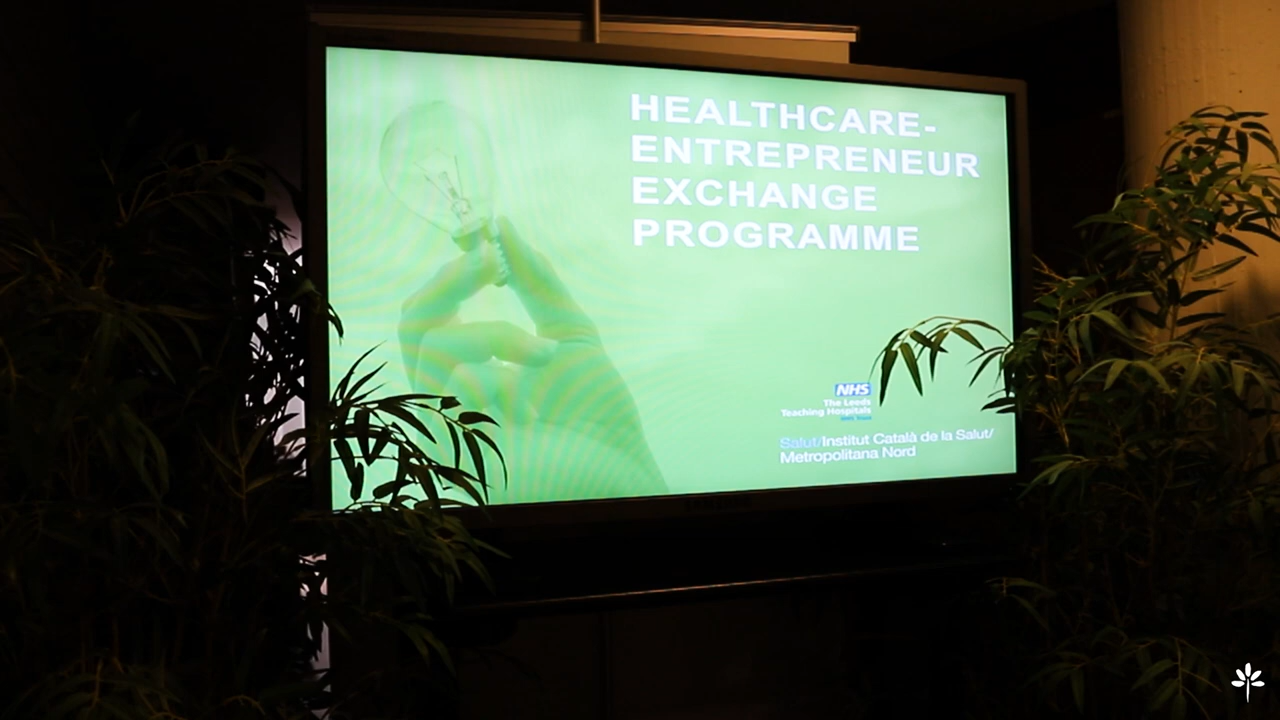 HEALTHCARE-
ENTREPRENEUR
EXCHANGE
PROGRAMME
NHS
The Leeds
Teaching Hospitals
Salut/Institut Català de la Salut/
Metropolitana Nord